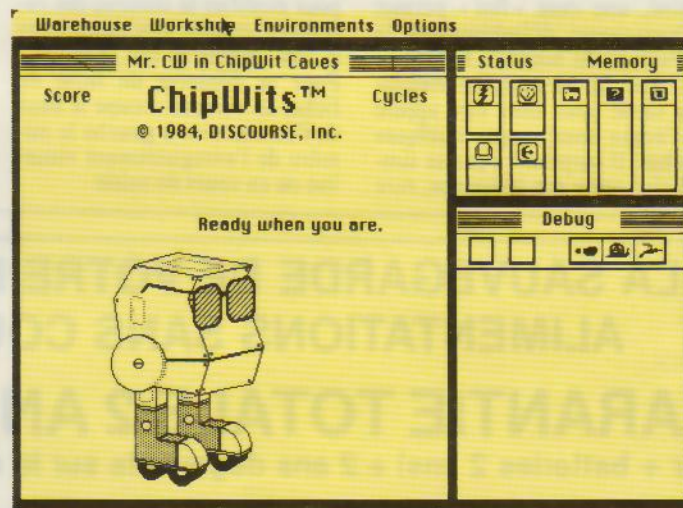 Warehouse Workshop Environments Options
Mr. CW in ChipWit Caves
Status Memory
Score ChipWits™ Cycles
© 1984, DISCOURSE, Inc.
Ready when you are.
Debug